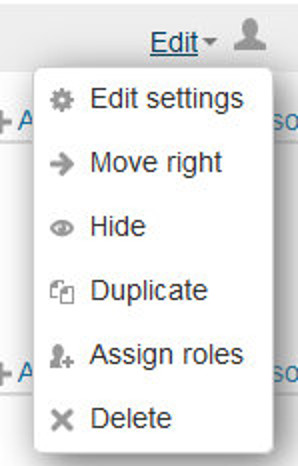 Edit
Edit settings
Move right
Hide
Duplicate
Assign roles
Delete